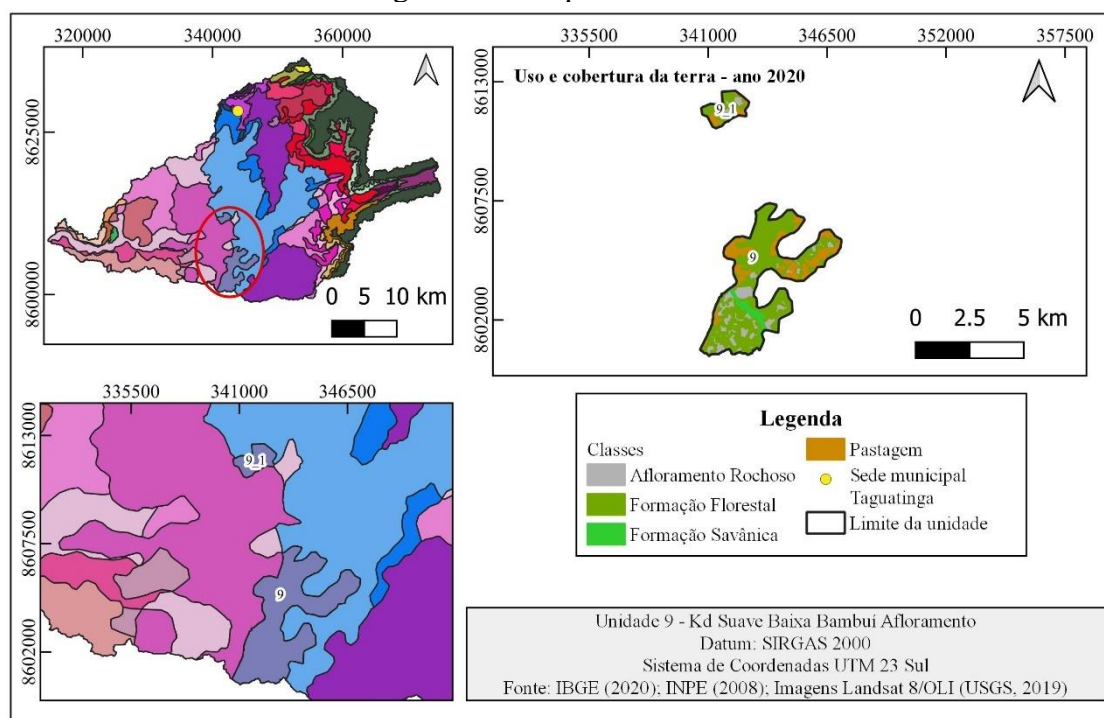 320000 340000 360000
8625000
8600000
0 5 10 km
335500 341000 346500 352000 357500
Uso e cobertura da terra - ano 2020
8613000
8607500
8602000
9_1
9
0 2.5 5 km
335500 341000 346500
8613000
8607500
8602000
9_1
9
Legenda
Classes
Afloramento Rochoso
Formação Florestal
Formação Savânica
Pastagem
Sede municipal
Taguatinga
Limite da unidade
Unidade 9 - Kd Suave Baixa Bambuí Afloramento
Datum: SIRGAS 2000
Sistema de Coordenadas UTM 23 Sul
Fonte: IBGE (2020); INPE (2008); Imagens Landsat 8/OLI (USGS, 2019)